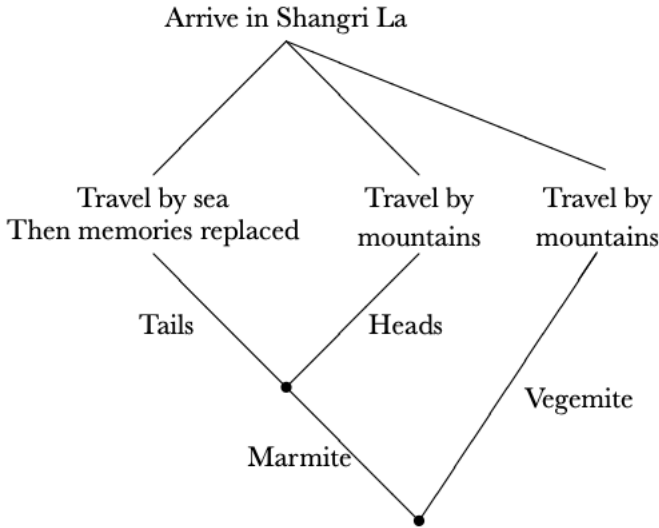 Arrive in Shangri La
Travel by sea
Then memories replaced
Travel by
mountains
Travel by
mountains
Tails
Heads
Vegemite
Marmite